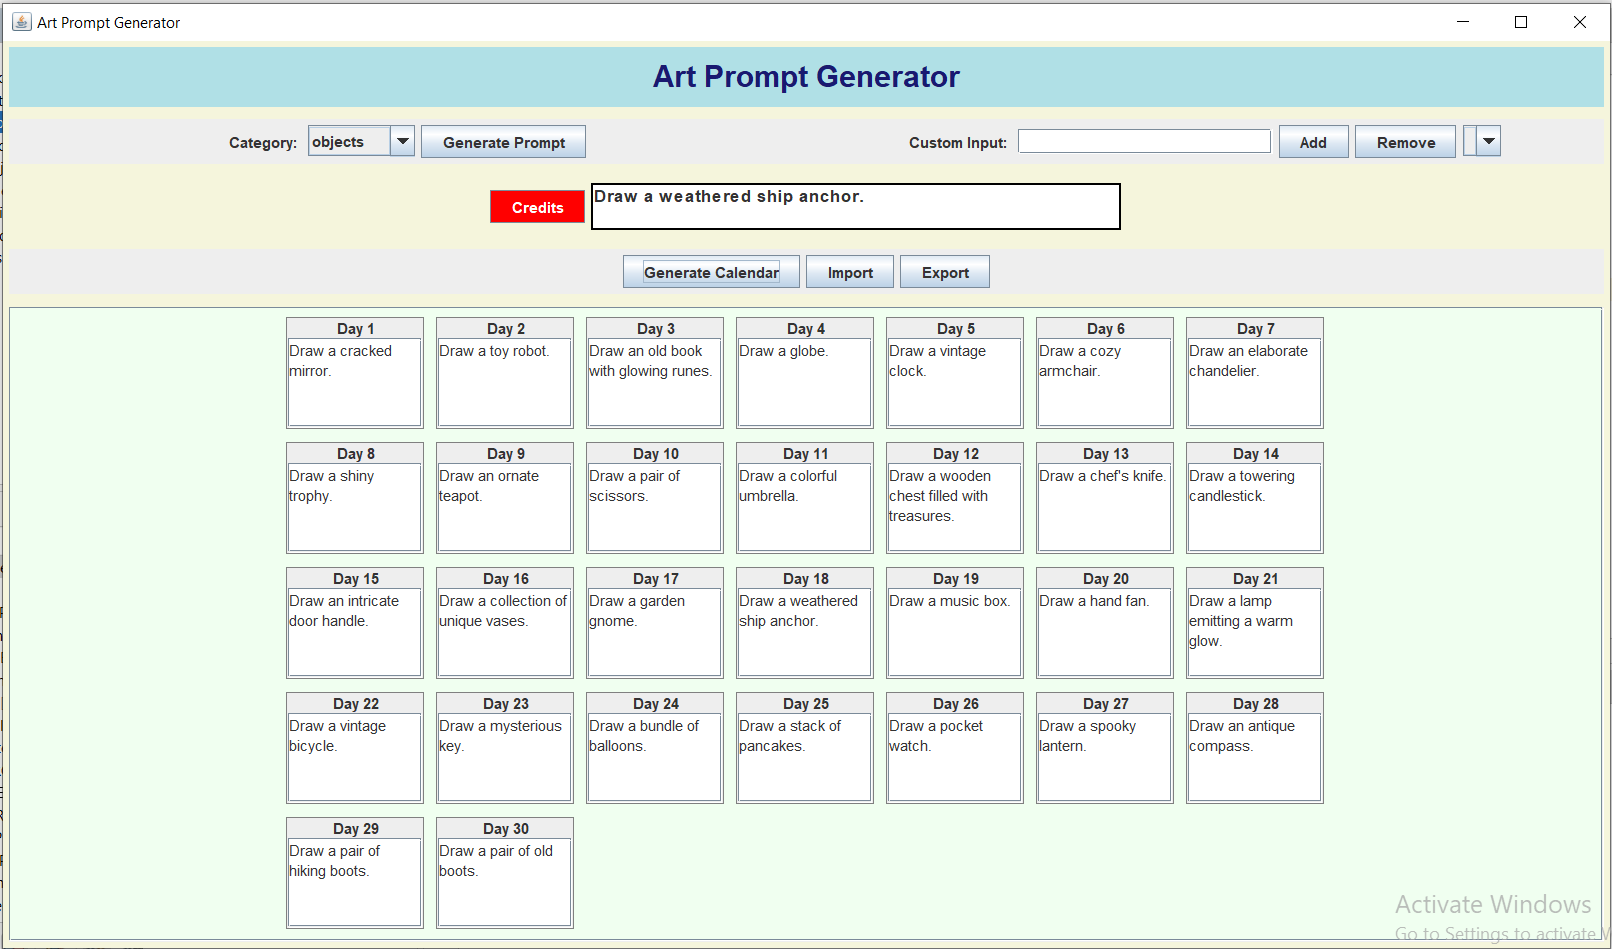 Art Prompt Generator
Art Prompt Generator
Category: objects Generate Prompt Custom Input: Add Remove
Credits Draw a weathered ship anchor.
Generate Calendar Import Export
Day 1
Draw a cracked
mirror.
Day 2
Draw a toy robot.
Day 3
Draw an old book
with glowing runes.
Day 4
Draw a globe.
Day 5
Draw a vintage
clock.
Day 6
Draw a cozy
armchair.
Day 7
Draw an elaborate
chandelier.
Day 8
Draw a shiny
trophy.
Day 9
Draw an ornate
teapot.
Day 10
Draw a pair of
scissors.
Day 11
Draw a colorful
umbrella.
Day 12
Draw a wooden
chest filled with
treasures.
Day 13
Draw a chef's knife.
Day 14
Draw a towering
candlestick.
Day 15
Draw an intricate
door handle.
Day 16
Draw a collection of
unique vases.
Day 17
Draw a garden
gnome.
Day 18
Draw a weathered
ship anchor.
Day 19
Draw a music box.
Day 20
Draw a hand fan.
Day 21
Draw a lamp
emitting a warm
glow.
Day 22
Draw a vintage
bicycle.
Day 23
Draw a mysterious
key.
Day 24
Draw a bundle of
balloons.
Day 25
Draw a stack of
pancakes.
Day 26
Draw a pocket
watch.
Day 27
Draw a spooky
lantern.
Day 28
Draw an antique
compass.
Day 29
Draw a pair of
hiking boots.
Day 30
Draw a pair of old
boots.
Activate Windows
Go to Settings to activate